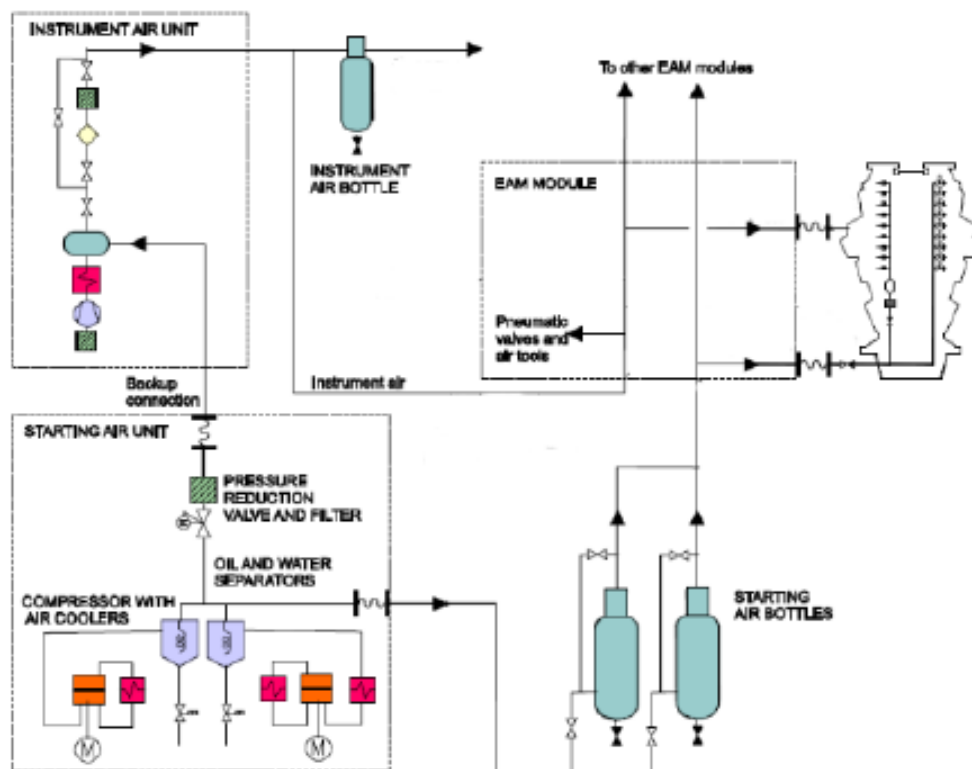 INSTRUMENT AIR UNIT
To other EAM modules
INSTRUMENT
AIR BOTTLE
EAM MODULE
Pneumatic
valves and
air tools
Backup
connection
Instrument air
STARTING AIR UNIT
PRESSURE
REDUCTION
VALVE AND FILTER
OIL AND WATER
SEPARATORS
COMPRESSOR WITH
AIR COOLERS
STARTING
AIR BOTTLES
M
M